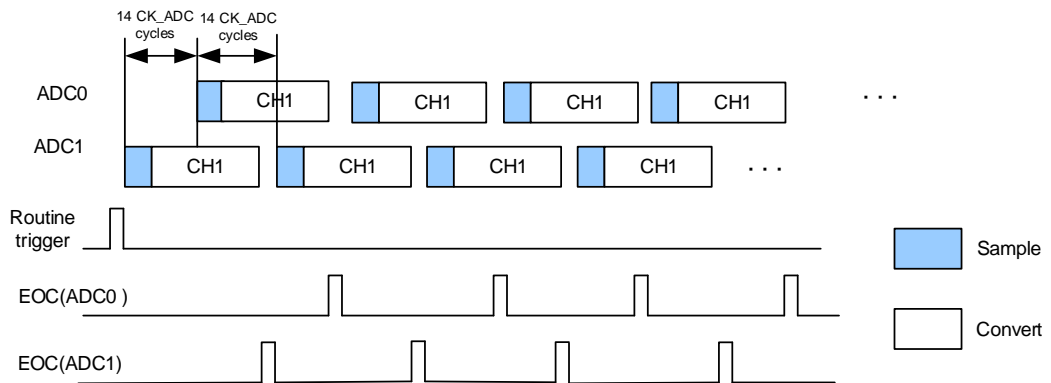 14 CK_ADC cycles
14 CK_ADC cycles
ADC0
CH1
CH1
CH1
CH1
. . .
ADC1
CH1
CH1
CH1
CH1
. . .
Routine trigger
Sample
EOC(ADC0 )
Convert
EOC(ADC1)